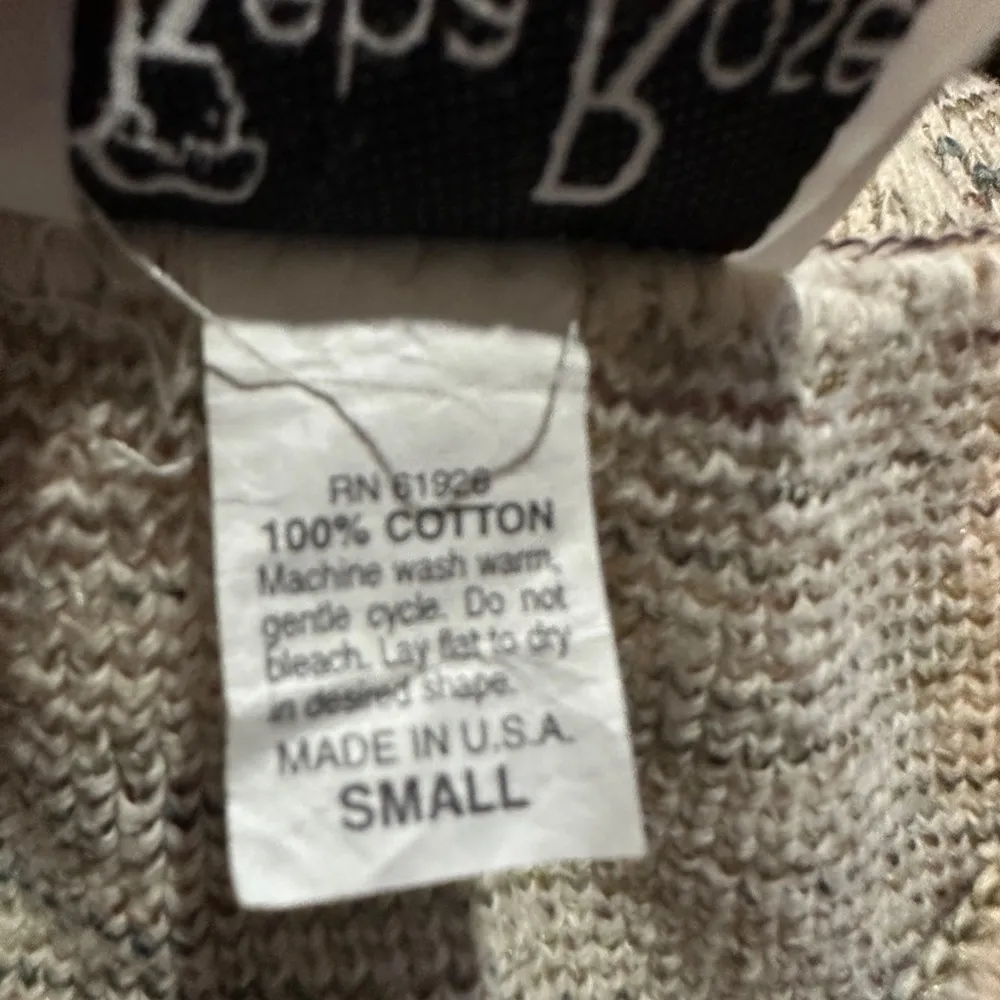 RN 61928
100% COTTON
Machine wash warm,
gentle cycle. Do not
bleach. Lay flat to dry
in desired shape.
MADE IN U.S.A.
SMALL